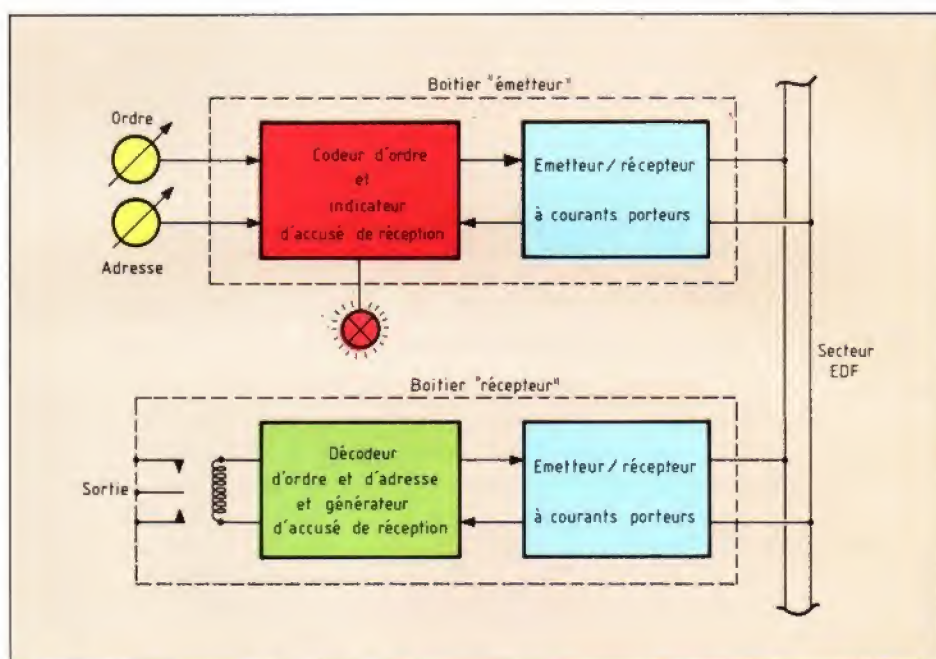 Boitier "émetteur"
Ordre
Adresse
Codeur d'ordre
et
indicateur
d'accusé de réception
Emetteur/récepteur
à courants porteurs
Secteur
EDF
Boitier "récepteur"
Sortie
Décodeur
d'ordre et d'adresse
et générateur
d'accusé de réception
Emetteur/récepteur
à courants porteurs